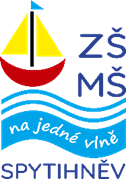 ZŠ
MŠ
na jedné vlně
SPYTIHNĚV